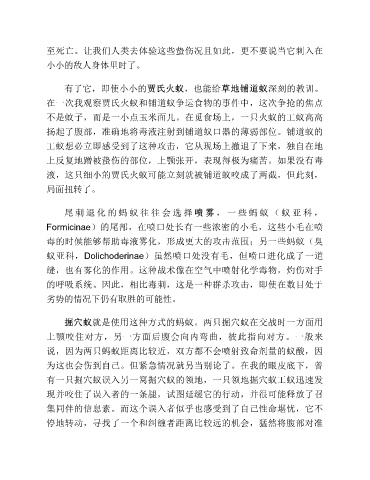 至死亡。让我们人类去体验这些蛰伤况且如此，更不要说当它刺入在
小小的敌人身体里时了。
有了它，即使小小的贾氏火蚁，也能给草地铺道蚁深刻的教训。
在一次我观察贾氏火蚁和铺道蚁争运食物的事件中，这次争抢的焦点
不是蚊子，而是一小点玉米而儿。在觅食场上，一只火蚁的工蚁高高
扬起了腹部，准确地将毒液注射到铺道蚁口器的薄弱部位。铺道蚁的
工蚁想必立即感受到了这种攻击，它从现场上撤退了下来，独自在地
上反复地蹭被蛰伤的部位，上颚张开，表现得极为痛苦。如果没有毒
液，这只细小的贾氏火蚁可能立刻就被铺道蚁咬成了两截，但此刻，
局面扭转了。
尾刺退化的蚂蚁往往会选择喷雾，一些蚂蚁（蚁亚科，
Formicinae）的尾部，在喷口处长有一些浓密的小毛，这些小毛在喷
毒的时候能够帮助毒液雾化，形成更大的攻击范围；另一些蚂蚁（臭
蚁亚科，Dolichoderinae）虽然喷口处没有毛，但喷口进化成了一道
缝，也有雾化的作用。这种战术像在空气中喷射化学毒物，灼伤对手
的呼吸系统。因此，相比毒刺，这是一种群杀攻击，即使在数目处于
劣势的情况下仍有取胜的可能性。
掘穴蚁就是使用这种方式的蚂蚁。两只掘穴蚁在交战时一方面用
上颚咬住对方，另一方面后腹会向内弯曲，彼此指向对方。一般来
说，因为两只蚂蚁距离比较近，双方都不会喷射致命剂量的蚁酸，因
为这也会伤到自己。但紧急情况就另当别论了。在我的眼皮底下，曾
有一只掘穴蚁误入另一窝掘穴蚁的领地，一只领地掘穴蚁工蚁迅速发
现并咬住了误入者的一条腿，试图延缓它的行动，并很可能释放了召
集同伴的信息素。而这个误入者似乎也感受到了自己性命堪忧，它不
停地转动，寻找了一个和纠缠者距离比较远的机会，猛然将腹部对准